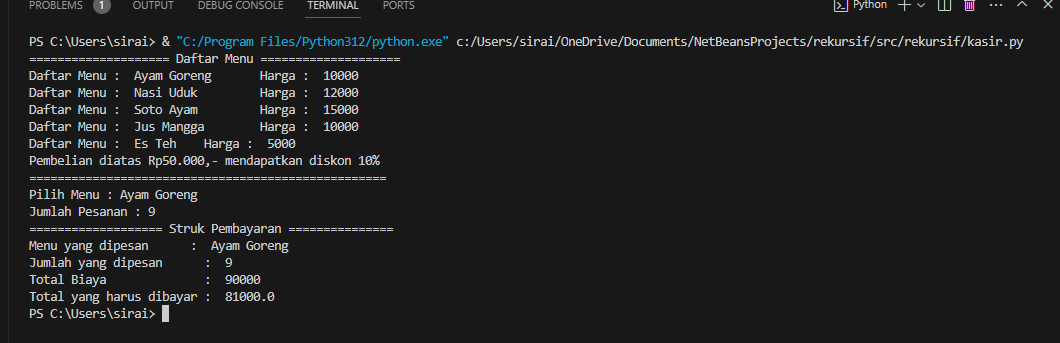 PROBLEMS 1 OUTPUT DEBUG CONSOLE TERMINAL PORTS Python
PS C:\Users\sirai> & "C:/Program Files/Python312/python.exe" c:/Users/sirai/OneDrive/Documents/NetBeansProjects/rekursif/src/rekursif/kasir.py
==================== Daftar Menu ====================
Daftar Menu :  Ayam Goreng       Harga :  10000
Daftar Menu :  Nasi Uduk         Harga :  12000
Daftar Menu :  Soto Ayam         Harga :  15000
Daftar Menu :  Jus Mangga        Harga :  10000
Daftar Menu :  Es Teh    Harga :  5000
Pembelian diatas Rp50.000,- mendapatkan diskon 10%
===================================================
Pilih Menu : Ayam Goreng
Jumlah Pesanan : 9
=================== Struk Pembayaran ===============
Menu yang dipesan      :  Ayam Goreng
Jumlah yang dipesan      :  9
Total Biaya              :  90000
Total yang harus dibayar :  81000.0
PS C:\Users\sirai>